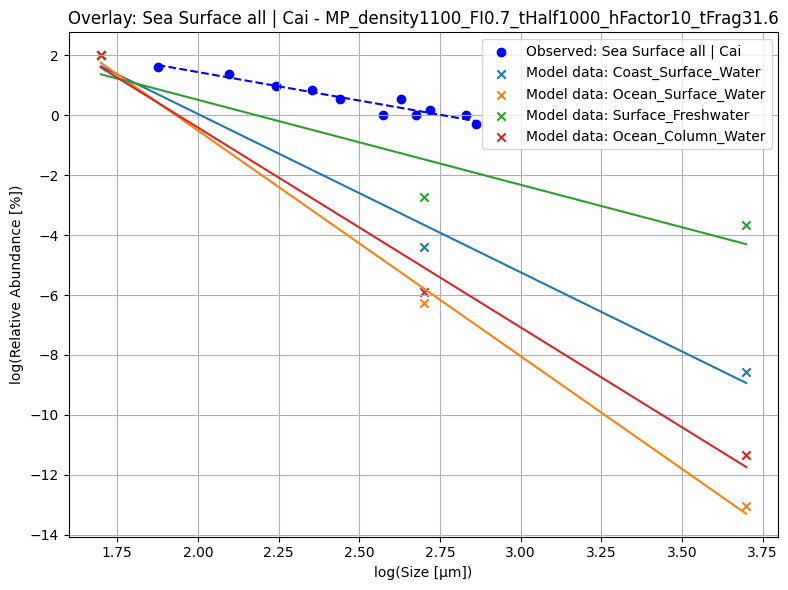 Overlay: Sea Surface all | Cai - MP_density1100_FI0.7_tHalf1000_hFactor10_tFrag31.6
Observed: Sea Surface all | Cai
Model data: Coast_Surface_Water
Model data: Ocean_Surface_Water
Model data: Surface_Freshwater
Model data: Ocean_Column_Water
2
0
−2
−4
−6
−8
−10
−12
−14
log(Relative Abundance [%])
1.75 2.00 2.25 2.50 2.75 3.00 3.25 3.50 3.75
log(Size [µm])